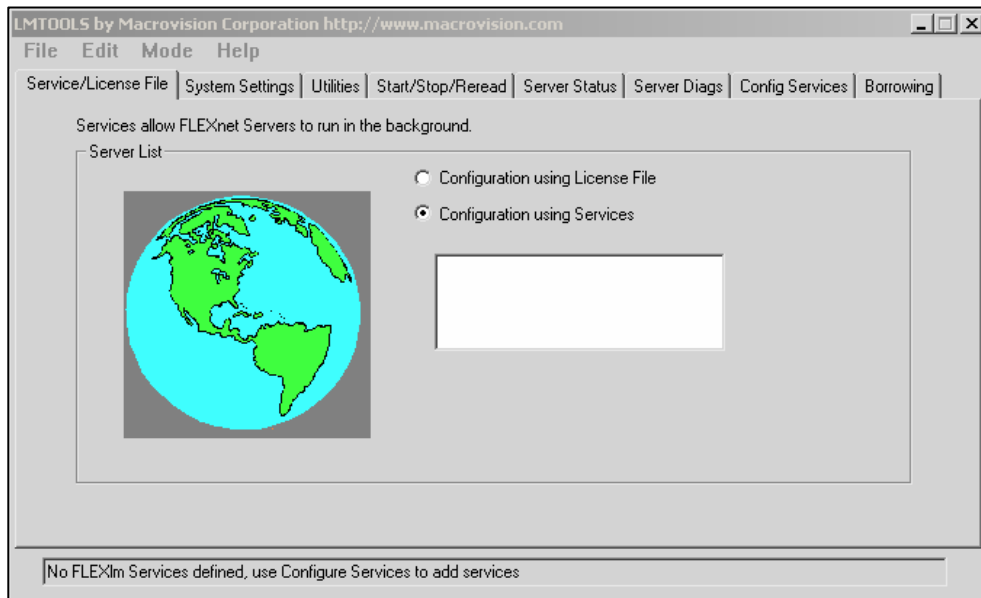 LMTOOLS by Macrovision Corporation http://www.macrovision.com
File Edit Mode Help
Service/License File System Settings Utilities Start/Stop/Reread Server Status Server Diags Config Services Borrowing
Services allow FLEXnet Servers to run in the background.
Server List
Configuration using License File
Configuration using Services
No FLEXlm Services defined, use Configure Services to add services